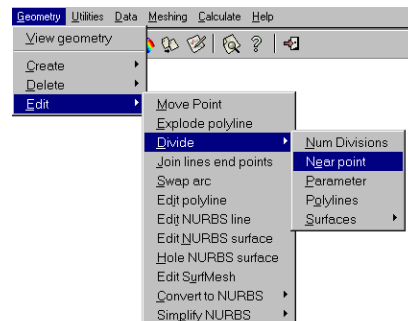 Geometry Utilities Data Meshing Calculate Help
View geometry
Create
Delete
Edit
Move Point
Explode polyline
Divide
Join lines end points
Swap arc
Edit polyline
Edit NURBS line
Edit NURBS surface
Hole NURBS surface
Edit SurfMesh
Convert to NURBS
Simplify NURBS
Num Divisions
Near point
Parameter
Polylines
Surfaces